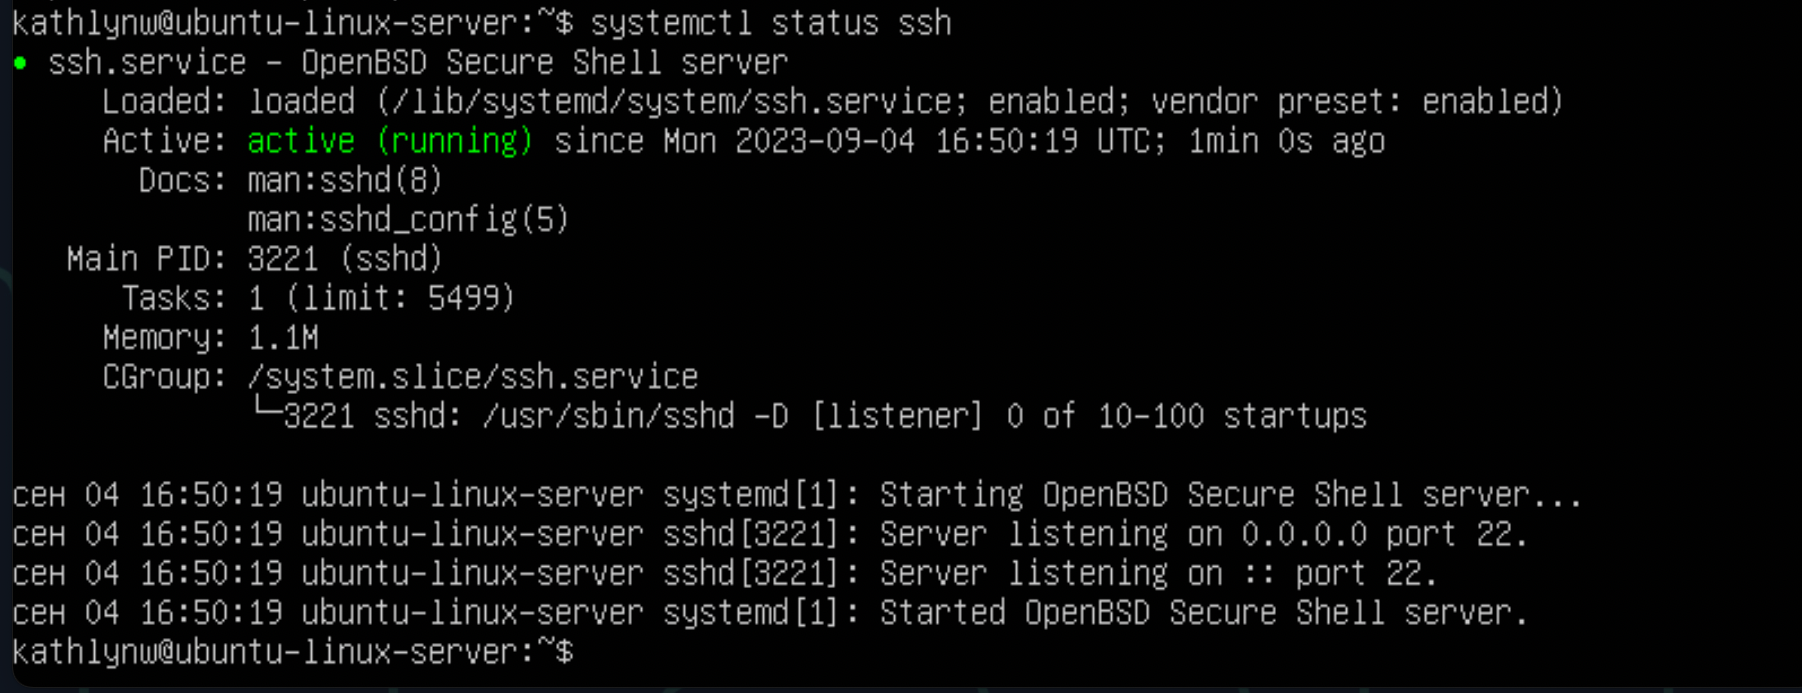 kathlynw@ubuntu-linux-server:~$ systemctl status ssh
● ssh.service - OpenBSD Secure Shell server
Loaded: loaded (/lib/systemd/system/ssh.service; enabled; vendor preset: enabled)
Active: active (running) since Mon 2023-09-04 16:50:19 UTC; 1min 0s ago
Docs: man:sshd(8)
man:sshd_config(5)
Main PID: 3221 (sshd)
Tasks: 1 (limit: 5499)
Memory: 1.1M
CGroup: /system.slice/ssh.service
└─3221 sshd: /usr/sbin/sshd -D [listener] 0 of 10-100 startups
сен 04 16:50:19 ubuntu-linux-server systemd[1]: Starting OpenBSD Secure Shell server...
сен 04 16:50:19 ubuntu-linux-server sshd[3221]: Server listening on 0.0.0.0 port 22.
сен 04 16:50:19 ubuntu-linux-server sshd[3221]: Server listening on :: port 22.
сен 04 16:50:19 ubuntu-linux-server systemd[1]: Started OpenBSD Secure Shell server.
kathlynw@ubuntu-linux-server:~$